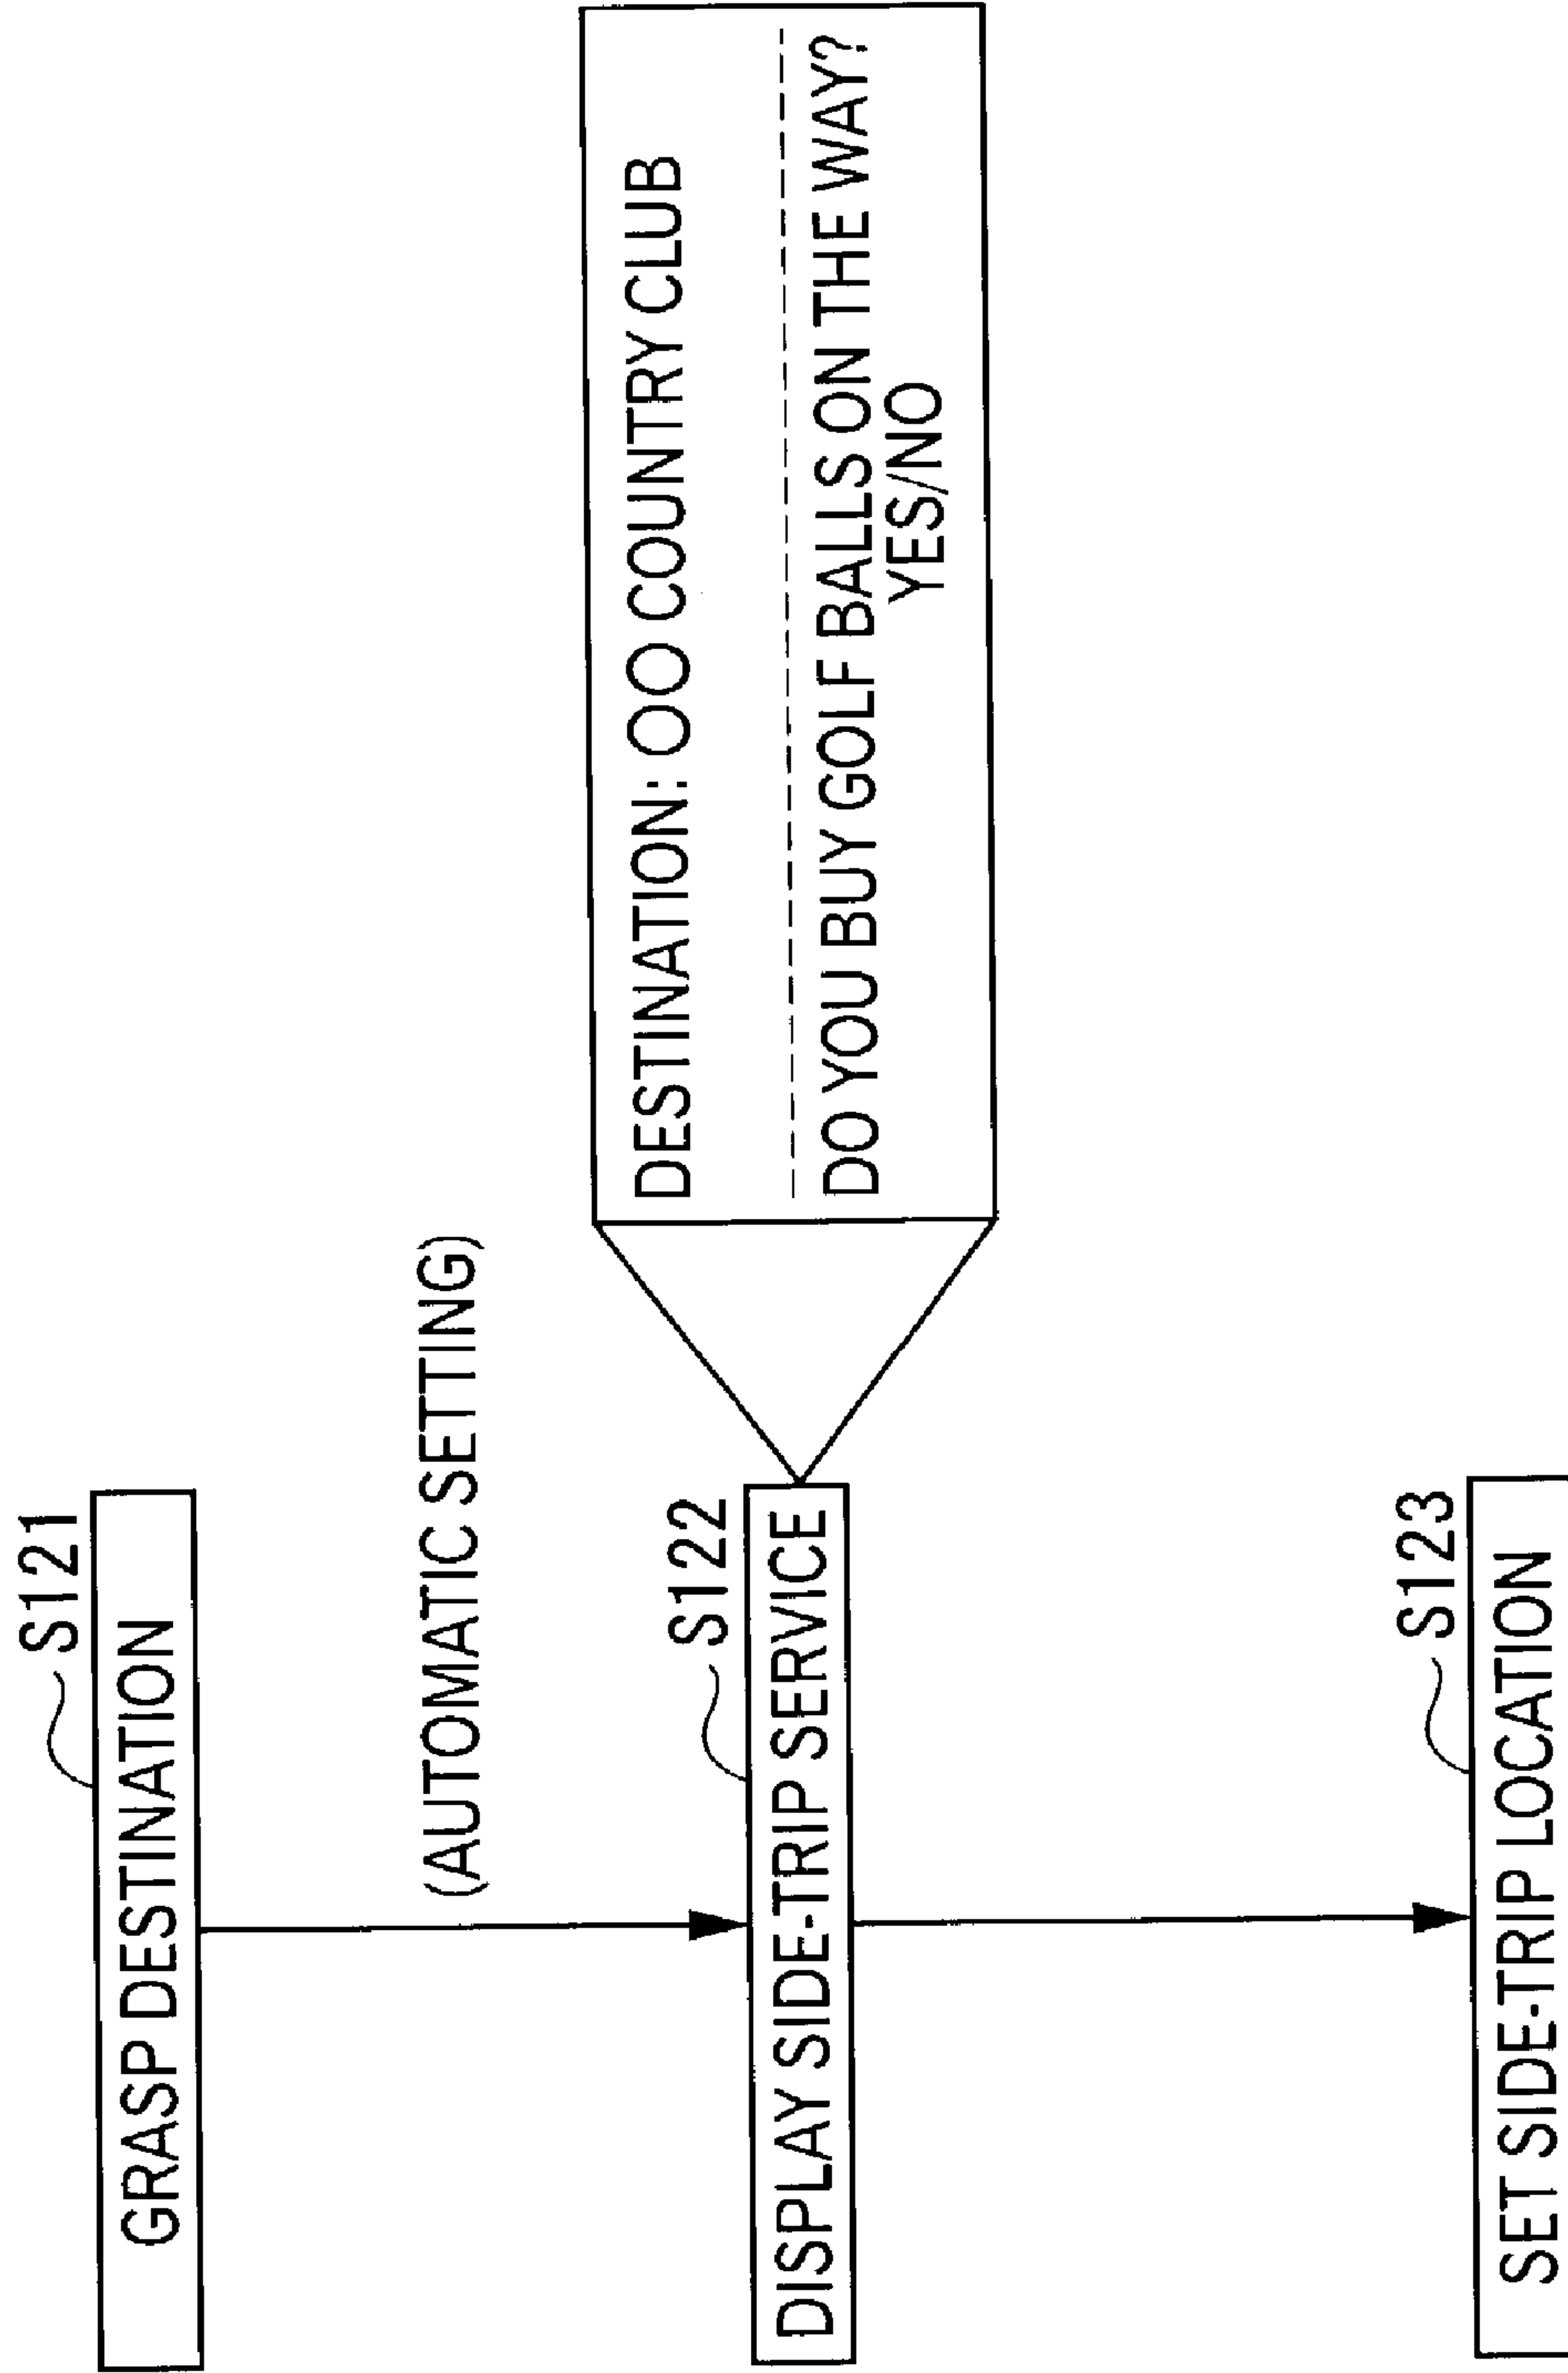 S121
GRASP DESTINATION
(AUTOMATIC SETTING)
S122
DISPLAY SIDE-TRIP SERVICE
DESTINATION: OO COUNTRY CLUB
DO YOU BUY GOLF BALLS ON THE WAY?
YES/NO
S123
SET SIDE-TRIP LOCATION